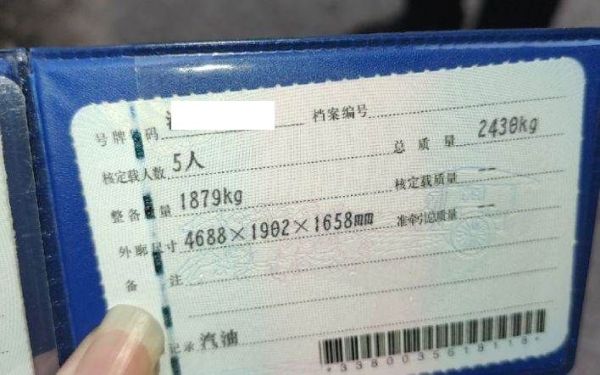 号牌号码 档案编号
核定载人数 5人 总质量 2430kg
整备质量 1879kg 核定载质量 --
外廓尺寸 4688×1902×1658mm 准牵引总质量 --
备注
记录 汽油